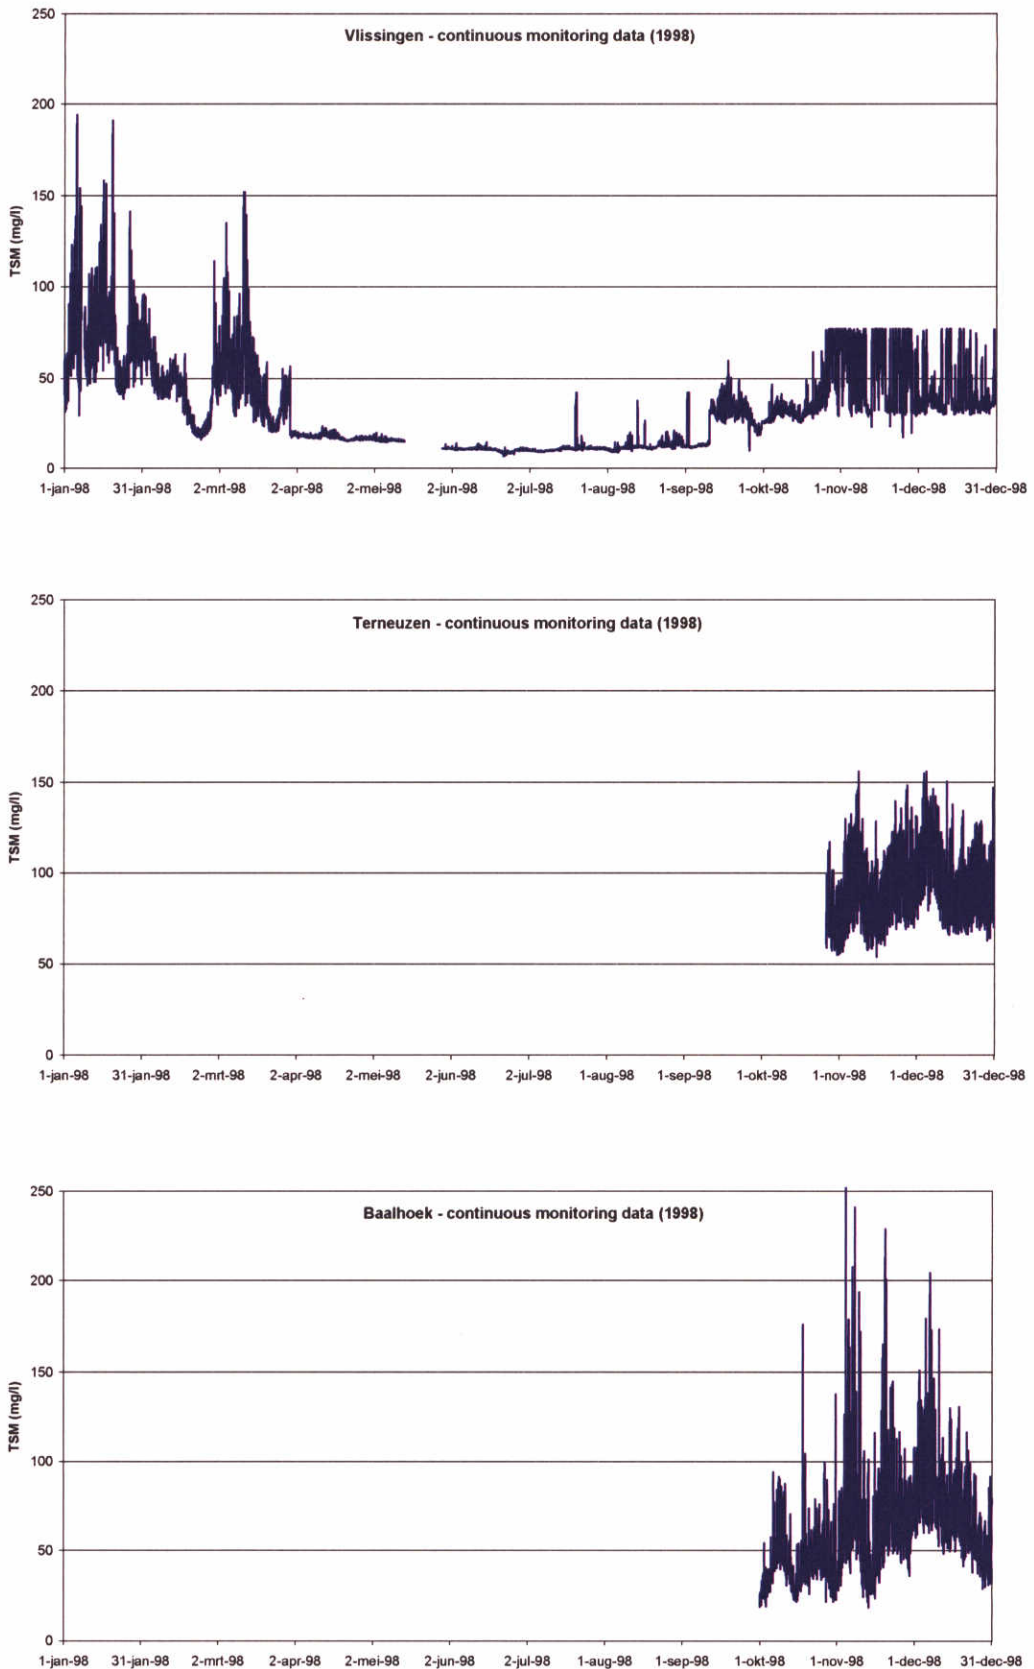 Vlissingen - continuous monitoring data (1998)
TSM (mg/l)
250
200
150
100
50
0
1-jan-98 31-jan-98 2-mrt-98 2-apr-98 2-mei-98 2-jun-98 2-jul-98 1-aug-98 1-sep-98 1-okt-98 1-nov-98 1-dec-98 31-dec-98
Terneuzen - continuous monitoring data (1998)
TSM (mg/l)
250
200
150
100
50
0
1-jan-98 31-jan-98 2-mrt-98 2-apr-98 2-mei-98 2-jun-98 2-jul-98 1-aug-98 1-sep-98 1-okt-98 1-nov-98 1-dec-98 31-dec-98
Baalhoek - continuous monitoring data (1998)
TSM (mg/l)
250
200
150
100
50
0
1-jan-98 31-jan-98 2-mrt-98 2-apr-98 2-mei-98 2-jun-98 2-jul-98 1-aug-98 1-sep-98 1-okt-98 1-nov-98 1-dec-98 31-dec-98